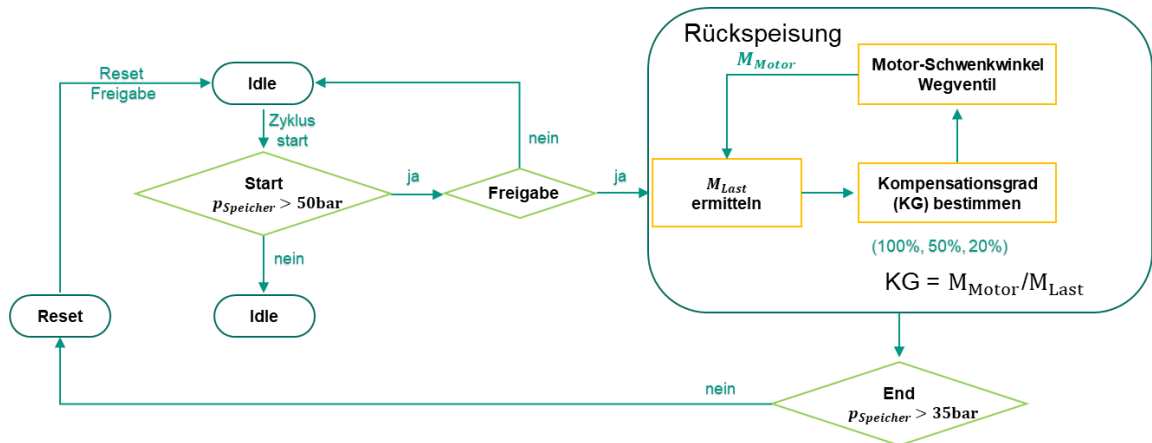 Rückspeisung
M_Motor
Motor-Schwenkwinkel
Wegventil
Reset
Freigabe
Idle
Zyklus
start
nein
Start
p_Speicher > 50bar
ja
Freigabe
ja
M_Last
ermitteln
Kompensationsgrad
(KG) bestimmen
(100%, 50%, 20%)
KG = M_Motor/M_Last
nein
Reset
Idle
nein
End
p_Speicher > 35bar